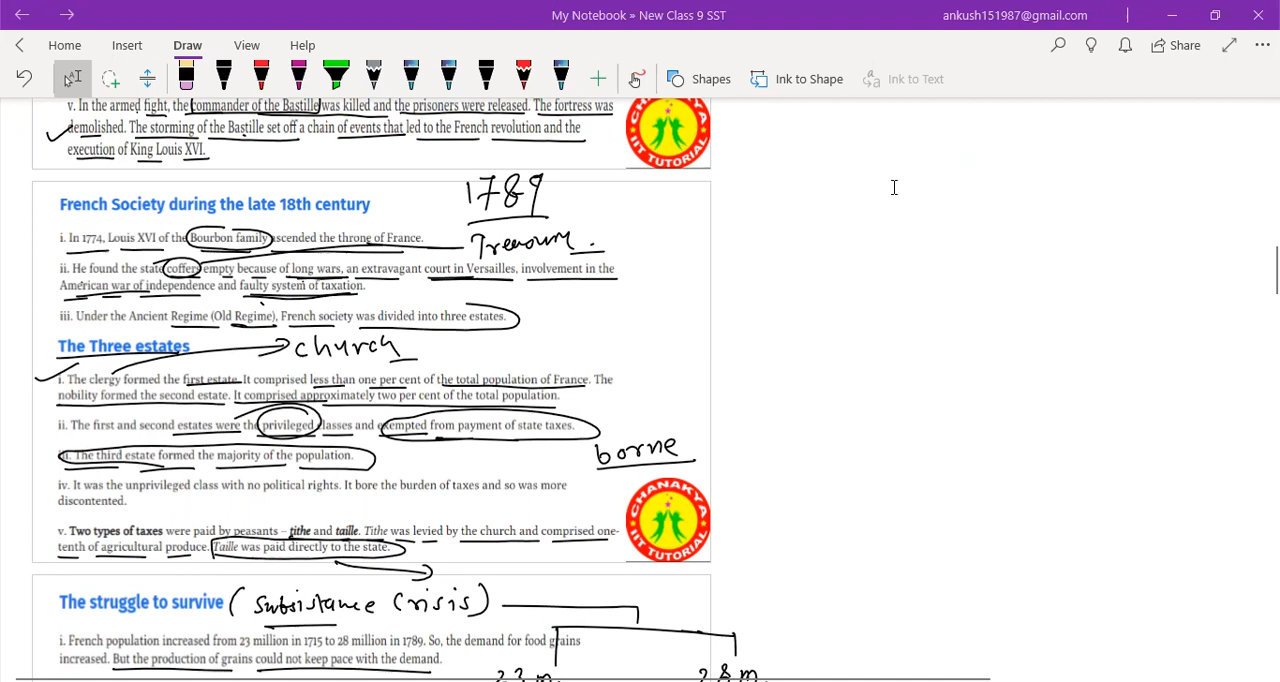 My Notebook » New Class 9 SST
ankush151987@gmail.com
Home Insert Draw View Help
Share
Shapes Ink to Shape Ink to Text
v. In the armed fight, the commander of the Bastille was killed and the prisoners were released. The fortress was
demolished. The storming of the Bastille set off a chain of events that led to the French revolution and the
execution of King Louis XVI.
IIT TUTORIAL
1789
French Society during the late 18th century
i. In 1774, Louis XVI of the Bourbon family ascended the throne of France.
Treasure.
ii. He found the state coffers empty because of long wars, an extravagant court in Versailles, involvement in the
American war of independence and faulty system of taxation.
iii. Under the Ancient Regime (Old Regime), French society was divided into three estates.
The Three estates
church
i. The clergy formed the first estate. It comprised less than one per cent of the total population of France. The
nobility formed the second estate. It comprised approximately two per cent of the total population.
ii. The first and second estates were the privileged classes and exempted from payment of state taxes.
borne
iii. The third estate formed the majority of the population.
iv. It was the unprivileged class with no political rights. It bore the burden of taxes and so was more
discontented.
CHANAKYA
IIT TUTORIAL
v. Two types of taxes were paid by peasants – tithe and taille. Tithe was levied by the church and comprised one-
tenth of agricultural produce. Taille was paid directly to the state.
The struggle to survive (Subsistance Crisis)
i. French population increased from 23 million in 1715 to 28 million in 1789. So, the demand for food grains
increased. But the production of grains could not keep pace with the demand.
23 m 28 m